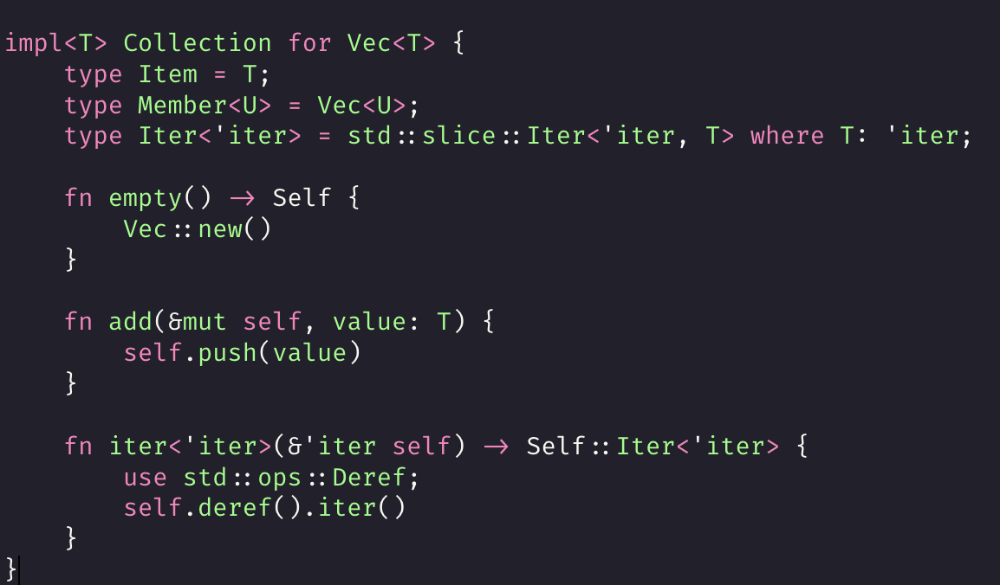 impl<T> Collection for Vec<T> {
    type Item = T;
    type Member<U> = Vec<U>;
    type Iter<'iter> = std::slice::Iter<'iter, T> where T: 'iter;

    fn empty() -> Self {
        Vec::new()
    }

    fn add(&mut self, value: T) {
        self.push(value)
    }

    fn iter<'iter>(&'iter self) -> Self::Iter<'iter> {
        use std::ops::Deref;
        self.deref().iter()
    }
}